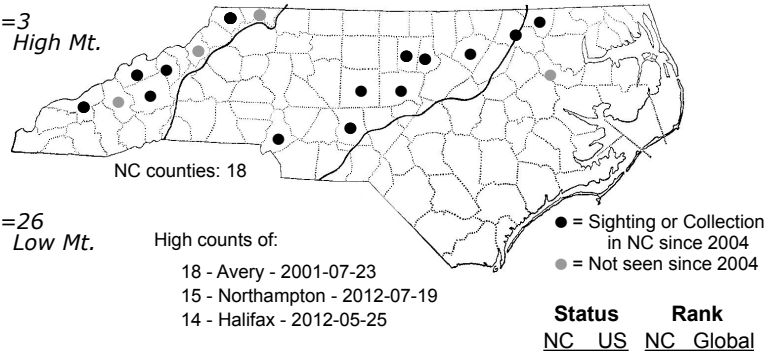 =3
High Mt.
NC counties: 18
=26
Low Mt.
High counts of:
18 - Avery - 2001-07-23
15 - Northampton - 2012-07-19
14 - Halifax - 2012-05-25
● = Sighting or Collection
in NC since 2004
● = Not seen since 2004
Status Rank
NC US NC Global